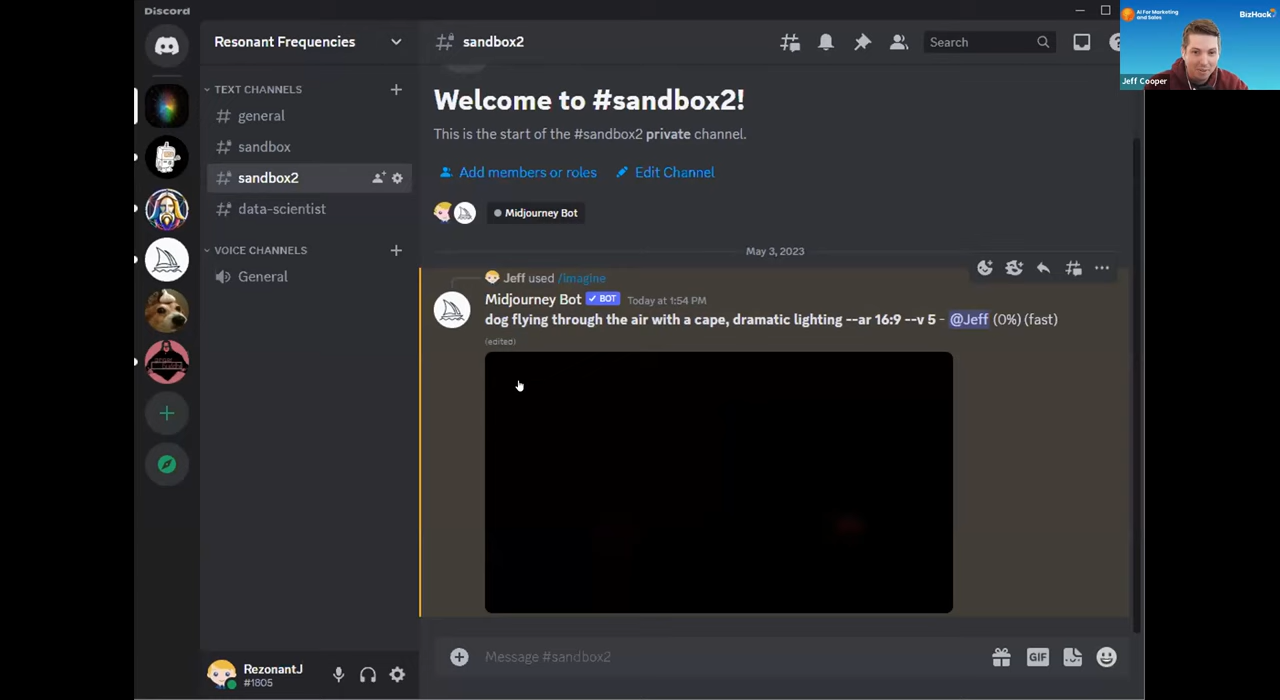 Discord
Resonant Frequencies
TEXT CHANNELS
general
sandbox
sandbox2
data-scientist
VOICE CHANNELS
General
RezonantJ
#1805
sandbox2
Search
Welcome to #sandbox2!
This is the start of the #sandbox2 private channel.
Add members or roles
Edit Channel
Midjourney Bot
May 3, 2023
Jeff used /imagine
Midjourney Bot ✓ BOT Today at 1:54 PM
dog flying through the air with a cape, dramatic lighting --ar 16:9 --v 5 - @Jeff (0%) (fast)
(edited)
Message #sandbox2
GIF
AI For Marketing
and Sales
BizHack
Jeff Cooper